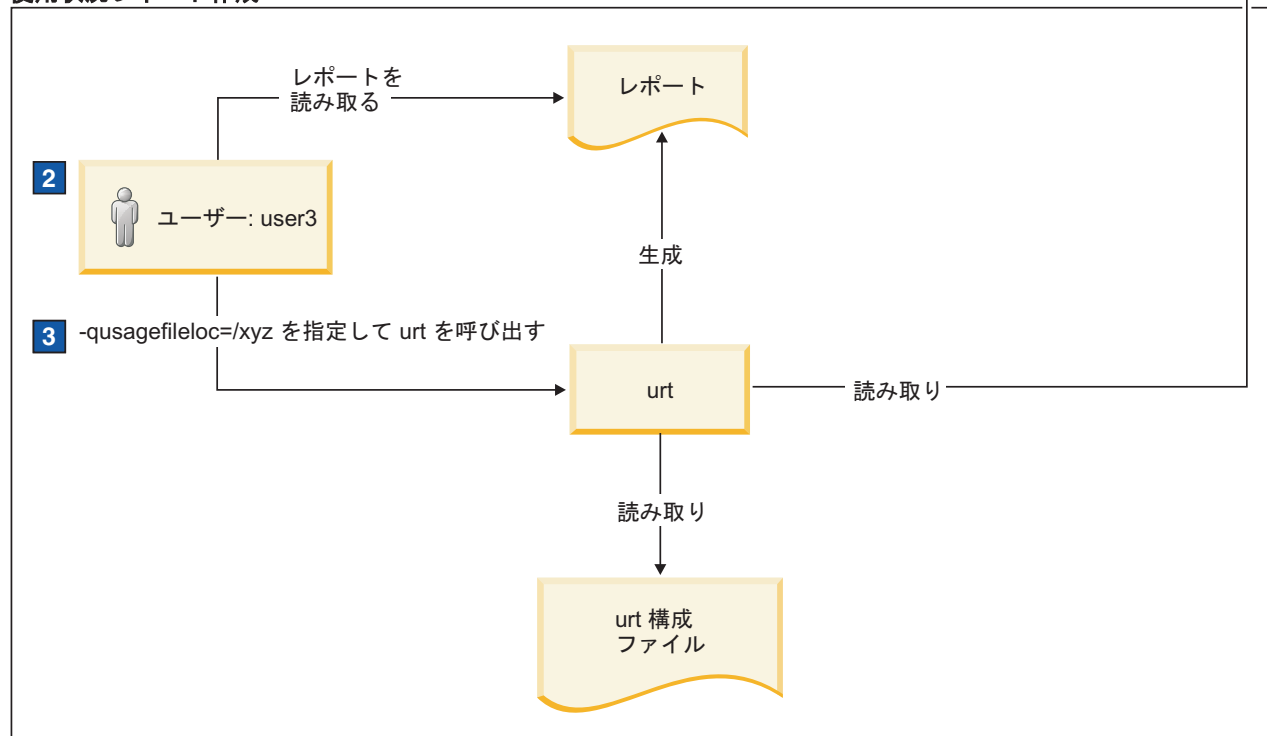 レポートを
読み取る
レポート
2
ユーザー: user3
生成
3 -qusagefileloc=/xyz を指定して urt を呼び出す
urt
読み取り
読み取り
urt 構成
ファイル